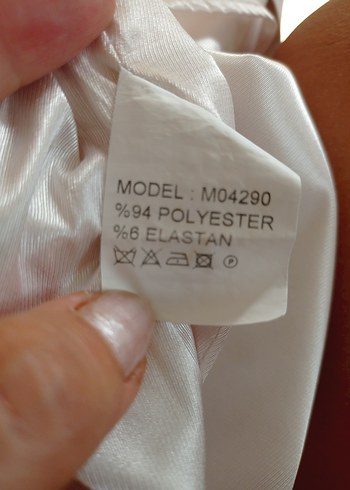 MODEL : M04290
%94 POLYESTER
%6 ELASTAN